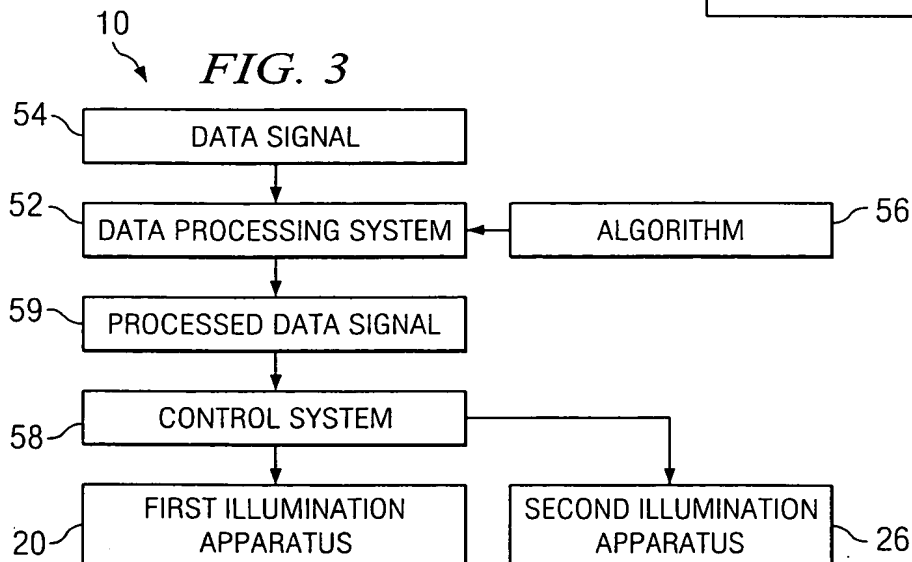 10
FIG. 3
54
DATA SIGNAL
52
DATA PROCESSING SYSTEM
ALGORITHM
56
59
PROCESSED DATA SIGNAL
58
CONTROL SYSTEM
20
FIRST ILLUMINATION
APPARATUS
SECOND ILLUMINATION
APPARATUS
26